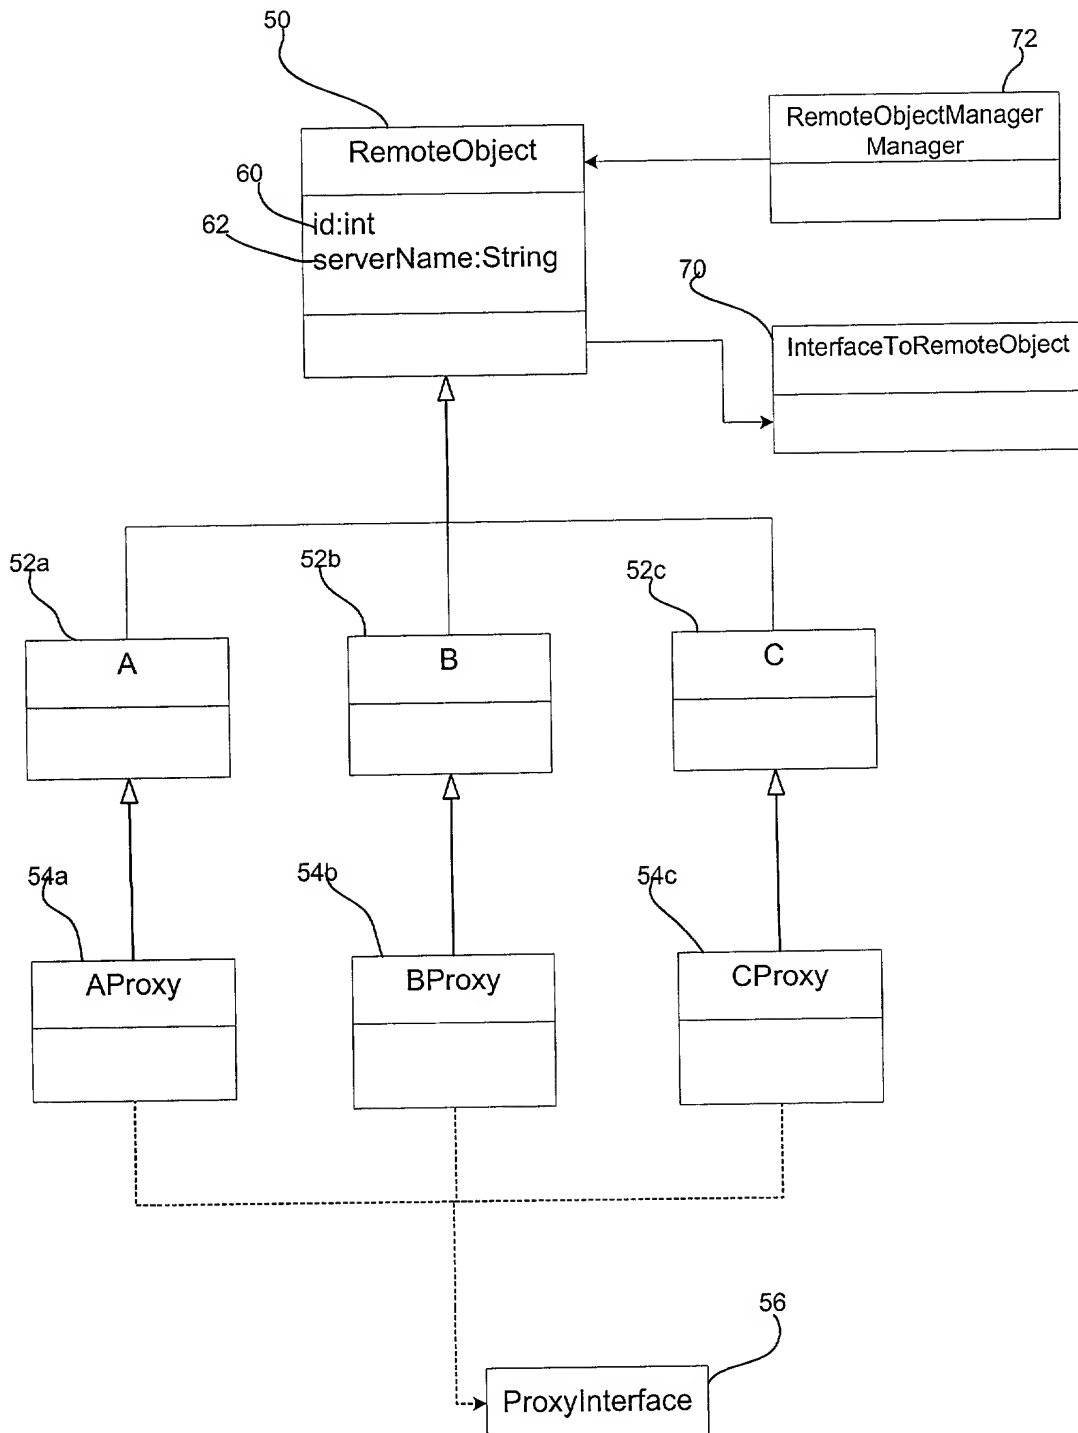 50
72
RemoteObjectManager
Manager
RemoteObject
60
id:int
62
serverName:String
70
InterfaceToRemoteObject
52a
52b
52c
A
B
C
54a
54b
54c
AProxy
BProxy
CProxy
56
ProxyInterface